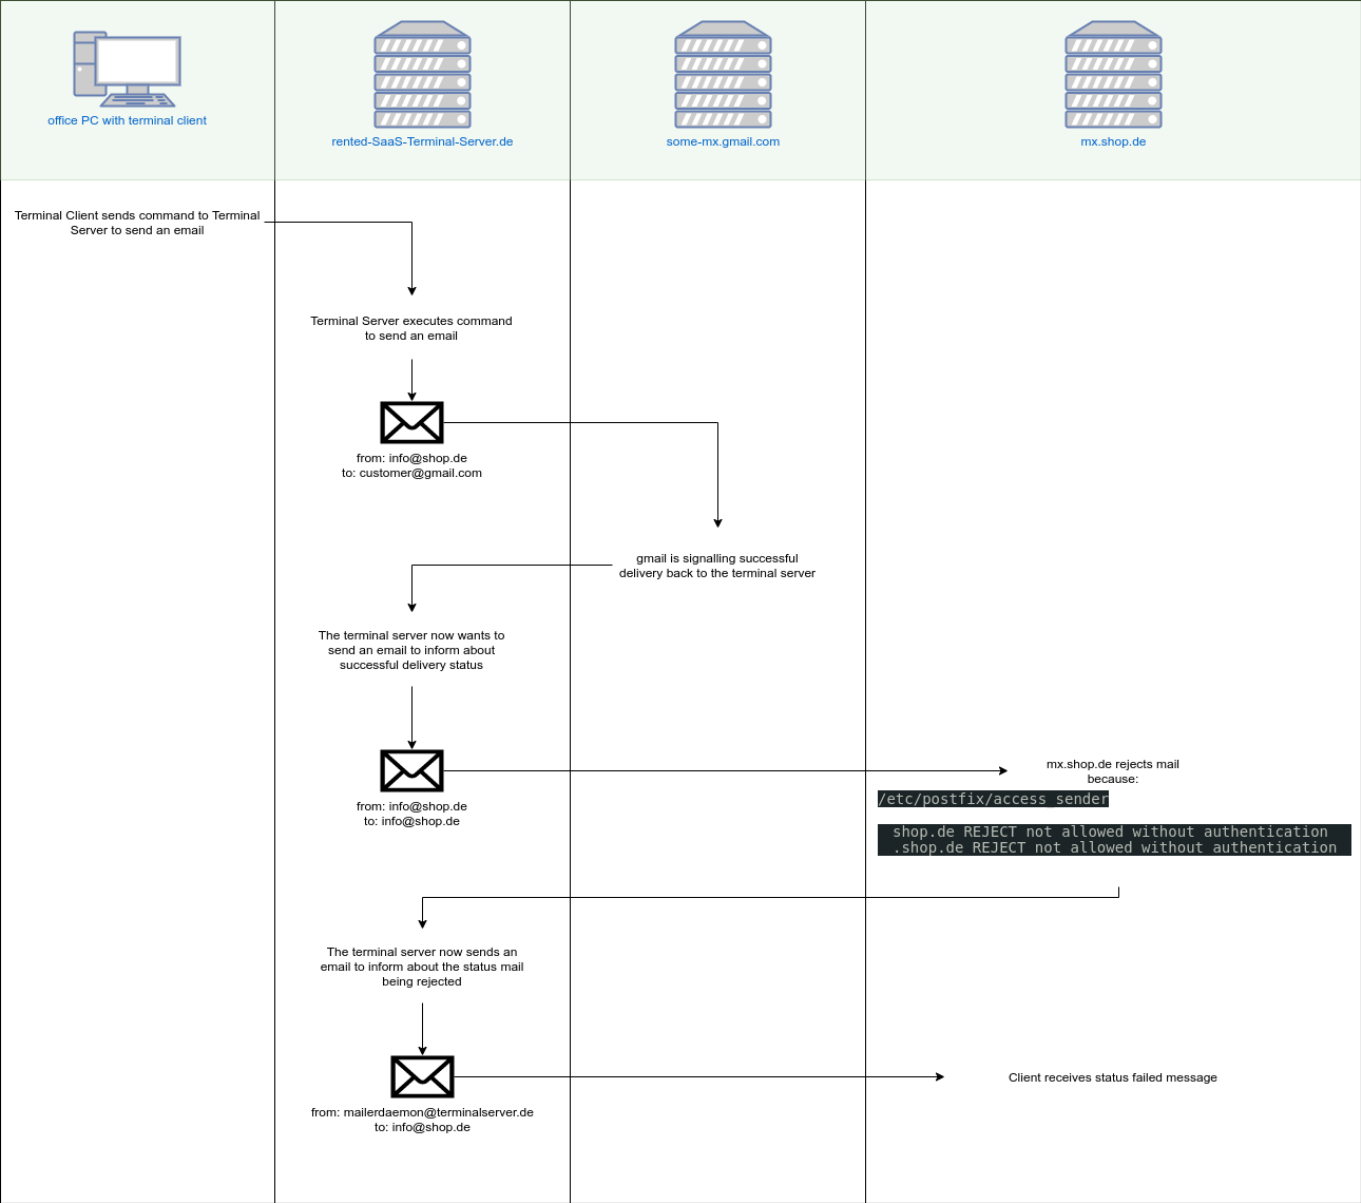 office PC with terminal client
rented-SaaS-Terminal-Server.de
some-mx.gmail.com
mx.shop.de
Terminal Client sends command to Terminal
Server to send an email
Terminal Server executes command
to send an email
from: info@shop.de
to: customer@gmail.com
gmail is signalling successful
delivery back to the terminal server
The terminal server now wants to
send an email to inform about
successful delivery status
from: info@shop.de
to: info@shop.de
mx.shop.de rejects mail
because:
/etc/postfix/access_sender
shop.de REJECT not allowed without authentication
.shop.de REJECT not allowed without authentication
The terminal server now sends an
email to inform about the status mail
being rejected
from: mailerdaemon@terminalserver.de
to: info@shop.de
Client receives status failed message